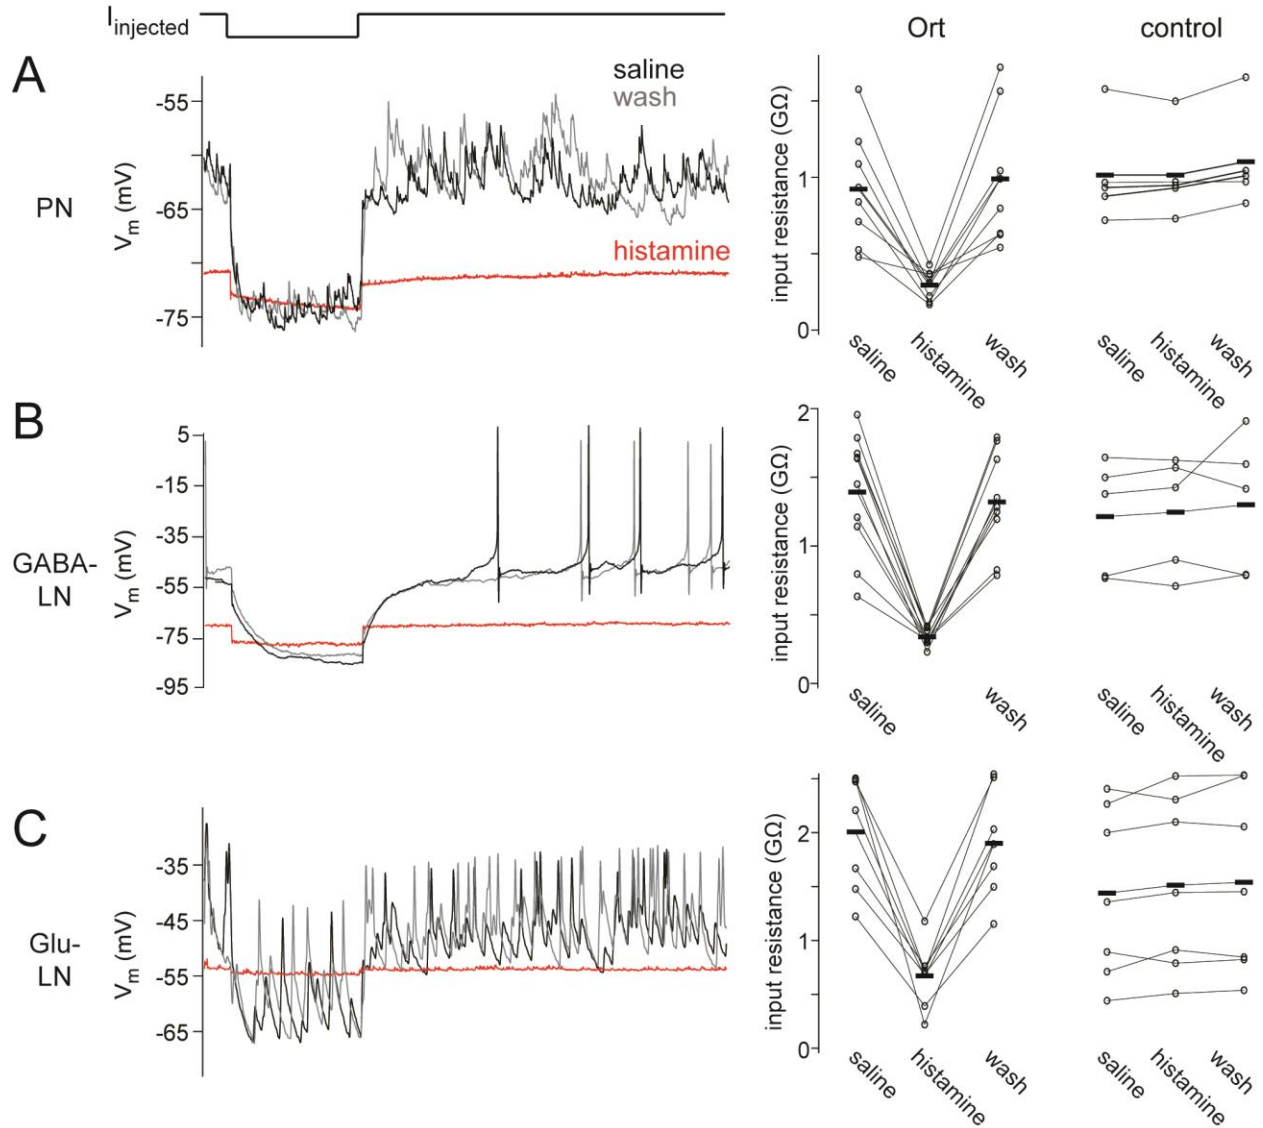 Iinjected
Ort
control
A
saline
wash
histamine
PN
Vm (mV)
-55
-65
-75
input resistance (GΩ)
1
0
saline
histamine
wash
saline
histamine
wash
B
GABA-
LN
Vm (mV)
5
-15
-35
-55
-75
-95
input resistance (GΩ)
2
1
0
saline
wash
saline
histamine
wash
C
Glu-
LN
Vm (mV)
-35
-45
-55
-65
input resistance (GΩ)
2
1
0
saline
histamine
wash
saline
histamine
wash